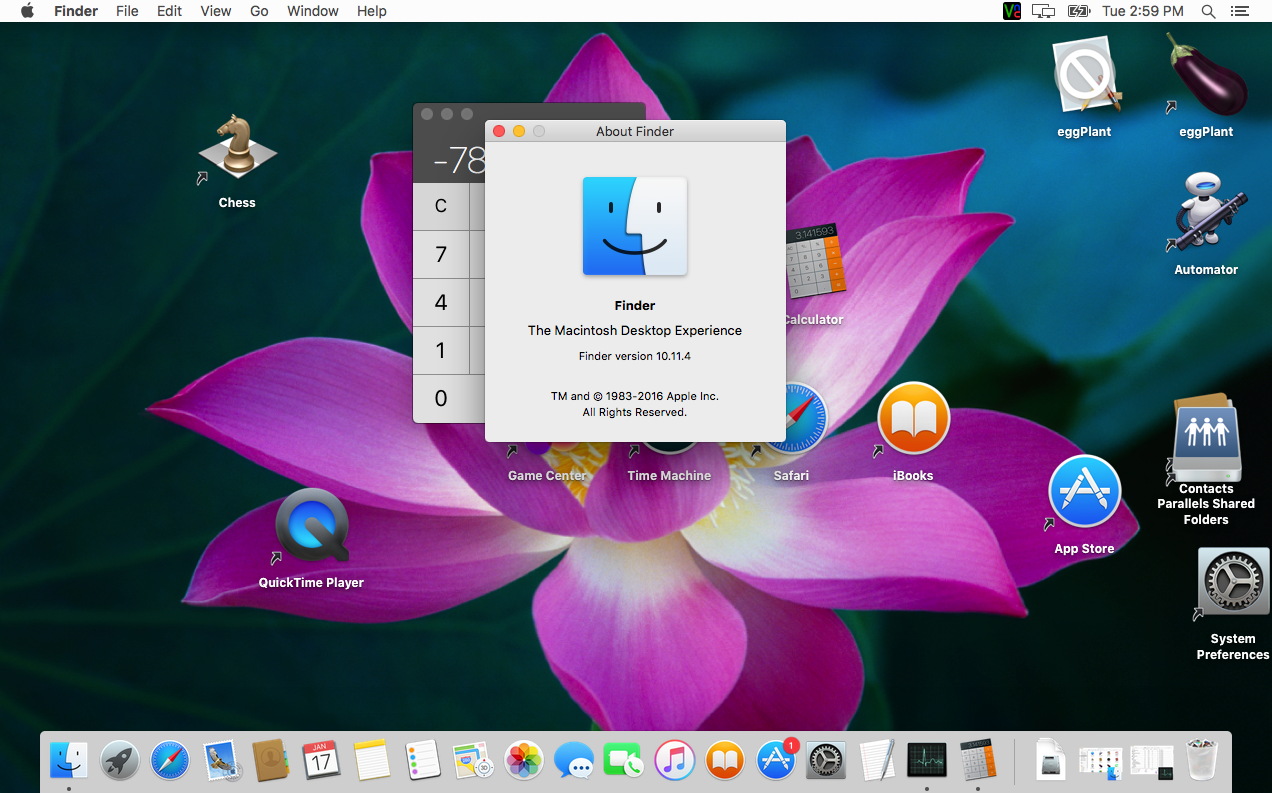 Finder File Edit View Go Window Help Tue 2:59 PM
eggPlant
eggPlant
Chess
-78
About Finder
C
7
4
1
0
Finder
The Macintosh Desktop Experience
Finder version 10.11.4
TM and © 1983-2016 Apple Inc.
All Rights Reserved.
3.141593
Calculator
Automator
Game Center
Time Machine
Safari
iBooks
Contacts
Parallels Shared
Folders
App Store
QuickTime Player
System
Preferences
JAN
17
3D
1